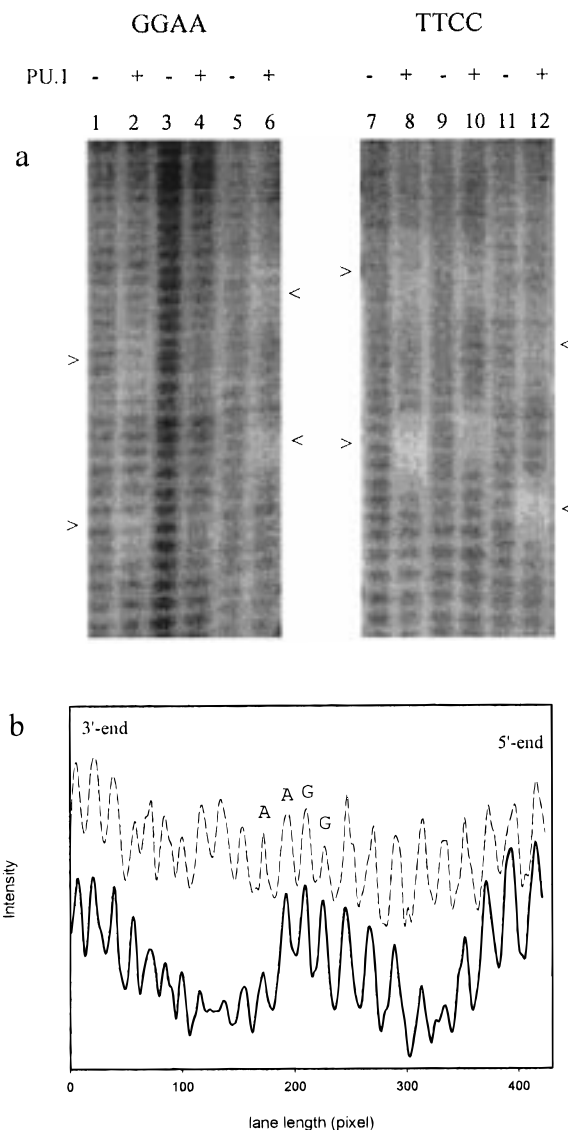 GGAA TTCC
PU.1 - + - + - + - + - + - +
1 2 3 4 5 6 7 8 9 10 11 12
a
> < > <
> < > <
b
3'-end
5'-end
A A G G
Intensity
0 100 200 300 400
lane length (pixel)